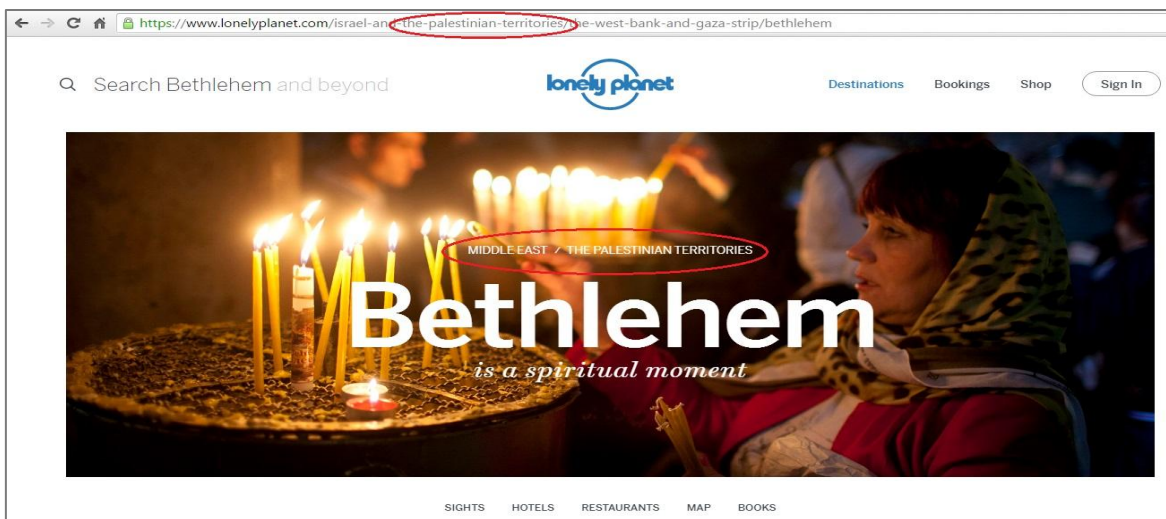 https://www.lonelyplanet.com/israel-and-the-palestinian-territories/the-west-bank-and-gaza-strip/bethlehem
Search Bethlehem and beyond
lonely planet
Destinations Bookings Shop Sign In
MIDDLE EAST / THE PALESTINIAN TERRITORIES
Bethlehem
is a spiritual moment
SIGHTS HOTELS RESTAURANTS MAP BOOKS